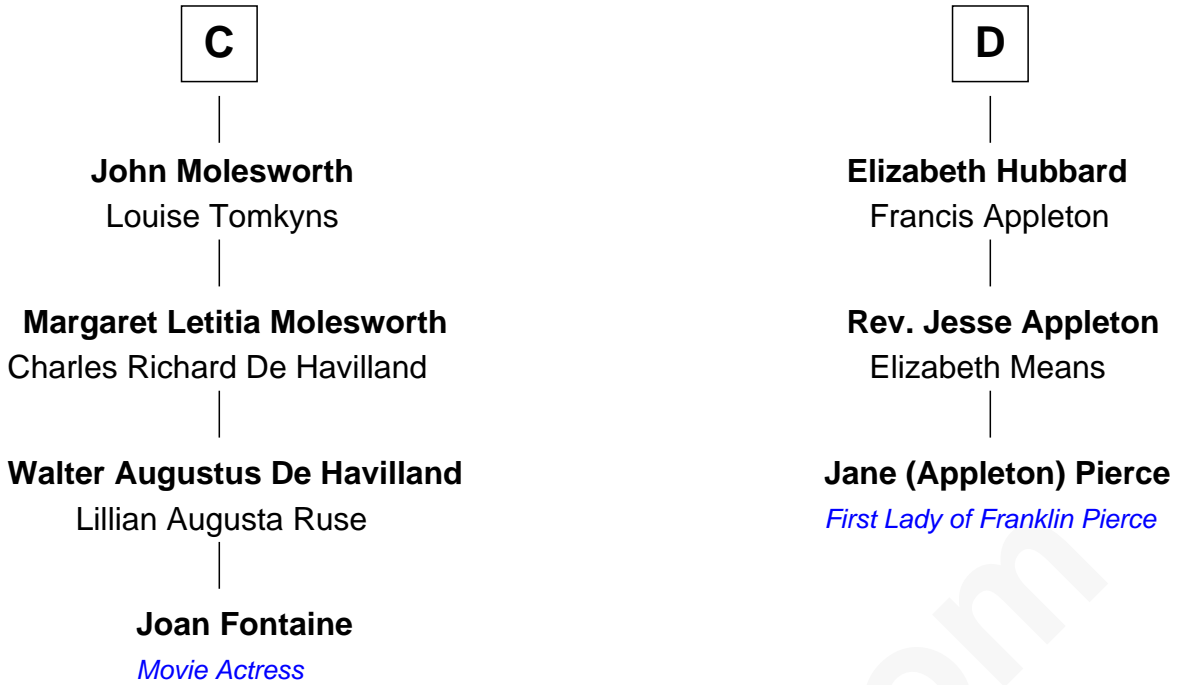 C
John Molesworth
Louise Tomkyns
Margaret Letitia Molesworth
Charles Richard De Havilland
Walter Augustus De Havilland
Lillian Augusta Ruse
Joan Fontaine
Movie Actress
D
Elizabeth Hubbard
Francis Appleton
Rev. Jesse Appleton
Elizabeth Means
Jane (Appleton) Pierce
First Lady of Franklin Pierce
om